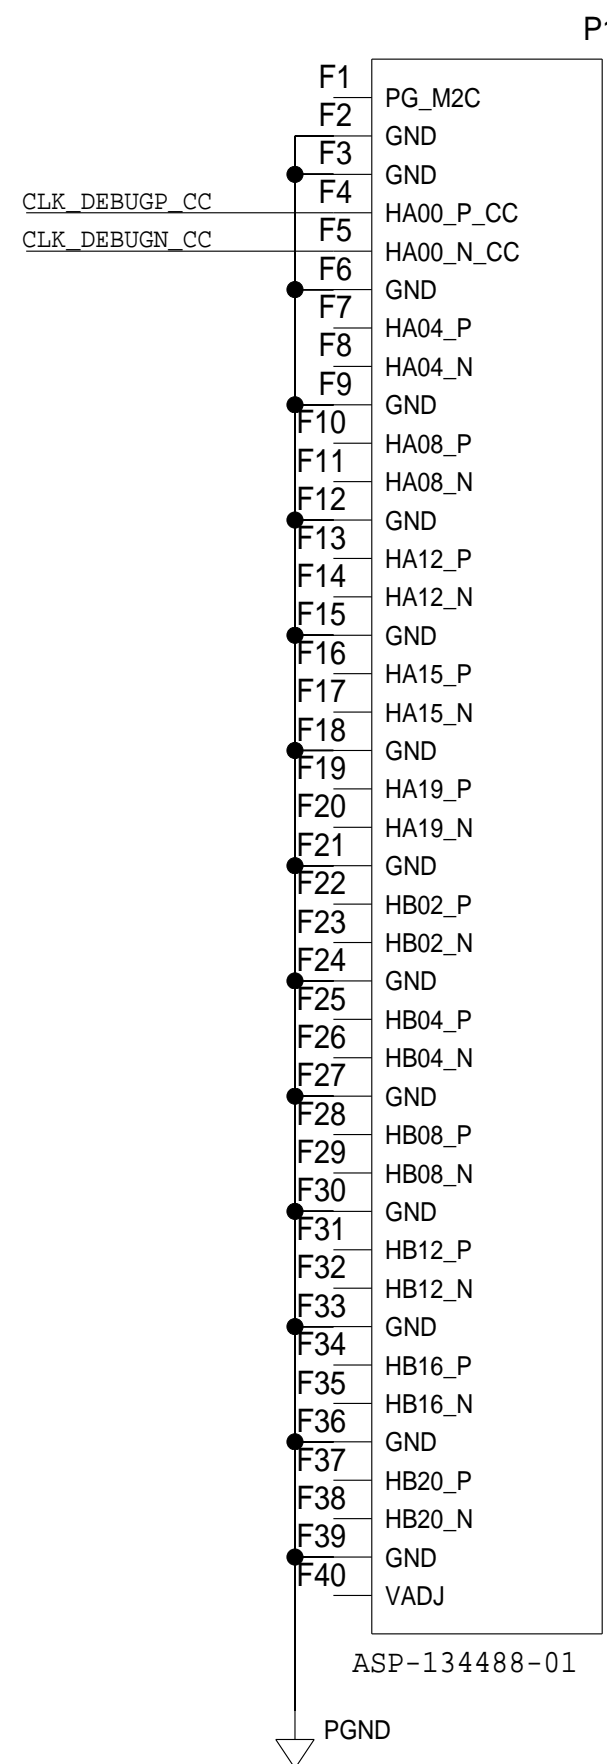 P1
F1 PG_M2C
F2 GND
F3 GND
CLK_DEBUGP_CC F4 HA00_P_CC
CLK_DEBUGN_CC F5 HA00_N_CC
F6 GND
F7 HA04_P
F8 HA04_N
F9 GND
F10 HA08_P
F11 HA08_N
F12 GND
F13 HA12_P
F14 HA12_N
F15 GND
F16 HA15_P
F17 HA15_N
F18 GND
F19 HA19_P
F20 HA19_N
F21 GND
F22 HB02_P
F23 HB02_N
F24 GND
F25 HB04_P
F26 HB04_N
F27 GND
F28 HB08_P
F29 HB08_N
F30 GND
F31 HB12_P
F32 HB12_N
F33 GND
F34 HB16_P
F35 HB16_N
F36 GND
F37 HB20_P
F38 HB20_N
F39 GND
F40 VADJ
ASP-134488-01
PGND